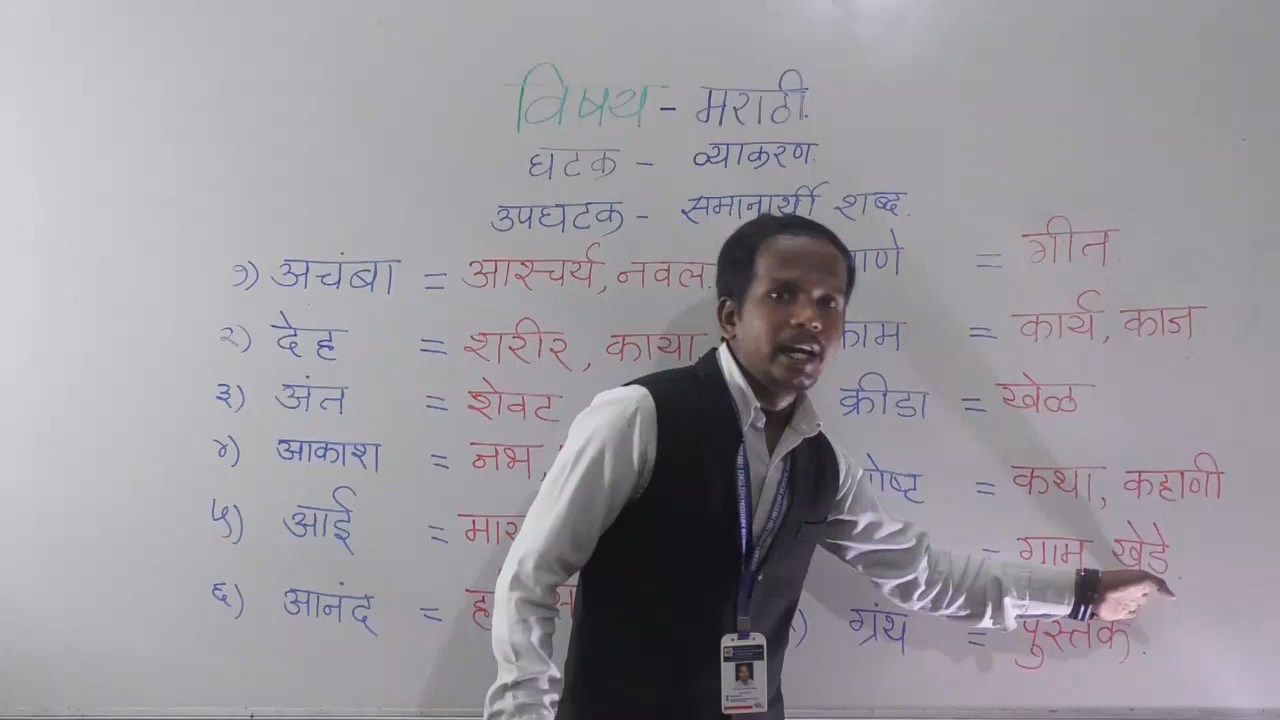 विषय - मराठी.
घटक - व्याकरण.
उपघटक - समानार्थी शब्द.
१) अचंबा = आस्चर्य, नवल.
२) देह = शरीर, काया
३) अंत = शेवट
४) आकाश = नभ,
५) आई =
६) आनंद =
= गीत.
= कार्य, काज
क्रीडा = खेळ
= कथा, कहाणी
= गाम खेडे.
ग्रंथ = पुस्तक.